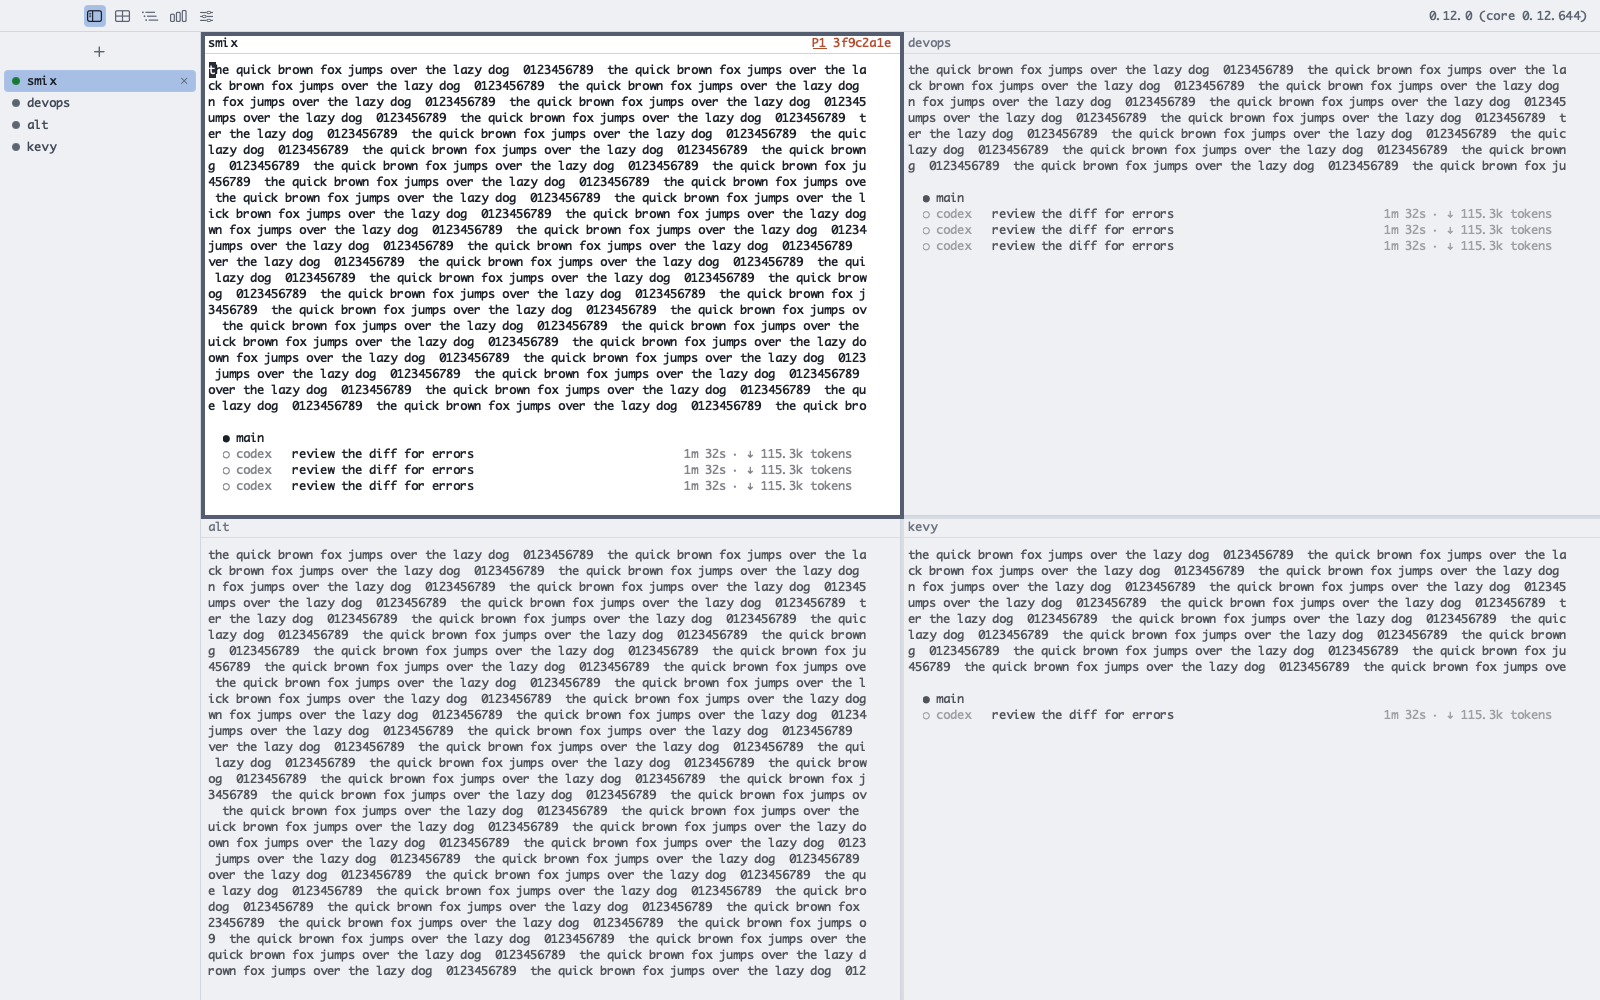 0.12.0 (core 0.12.644)
+
smix ×
devops
alt
kevy
smix P1 3f9c2a1e
the quick brown fox jumps over the lazy dog  0123456789  the quick brown fox jumps over the la
ck brown fox jumps over the lazy dog  0123456789  the quick brown fox jumps over the lazy dog
n fox jumps over the lazy dog  0123456789  the quick brown fox jumps over the lazy dog  012345
umps over the lazy dog  0123456789  the quick brown fox jumps over the lazy dog  0123456789  t
er the lazy dog  0123456789  the quick brown fox jumps over the lazy dog  0123456789  the quic
lazy dog  0123456789  the quick brown fox jumps over the lazy dog  0123456789  the quick brown
g  0123456789  the quick brown fox jumps over the lazy dog  0123456789  the quick brown fox ju
456789  the quick brown fox jumps over the lazy dog  0123456789  the quick brown fox jumps ove
 the quick brown fox jumps over the lazy dog  0123456789  the quick brown fox jumps over the l
ick brown fox jumps over the lazy dog  0123456789  the quick brown fox jumps over the lazy dog
wn fox jumps over the lazy dog  0123456789  the quick brown fox jumps over the lazy dog  01234
jumps over the lazy dog  0123456789  the quick brown fox jumps over the lazy dog  0123456789
ver the lazy dog  0123456789  the quick brown fox jumps over the lazy dog  0123456789  the qui
 lazy dog  0123456789  the quick brown fox jumps over the lazy dog  0123456789  the quick brow
og  0123456789  the quick brown fox jumps over the lazy dog  0123456789  the quick brown fox j
3456789  the quick brown fox jumps over the lazy dog  0123456789  the quick brown fox jumps ov
  the quick brown fox jumps over the lazy dog  0123456789  the quick brown fox jumps over the
uick brown fox jumps over the lazy dog  0123456789  the quick brown fox jumps over the lazy do
own fox jumps over the lazy dog  0123456789  the quick brown fox jumps over the lazy dog  0123
 jumps over the lazy dog  0123456789  the quick brown fox jumps over the lazy dog  0123456789
over the lazy dog  0123456789  the quick brown fox jumps over the lazy dog  0123456789  the qu
e lazy dog  0123456789  the quick brown fox jumps over the lazy dog  0123456789  the quick bro
● main
○ codex review the diff for errors 1m 32s · ↓ 115.3k tokens
○ codex review the diff for errors 1m 32s · ↓ 115.3k tokens
○ codex review the diff for errors 1m 32s · ↓ 115.3k tokens
devops
the quick brown fox jumps over the lazy dog  0123456789  the quick brown fox jumps over the la
ck brown fox jumps over the lazy dog  0123456789  the quick brown fox jumps over the lazy dog
n fox jumps over the lazy dog  0123456789  the quick brown fox jumps over the lazy dog  012345
umps over the lazy dog  0123456789  the quick brown fox jumps over the lazy dog  0123456789  t
er the lazy dog  0123456789  the quick brown fox jumps over the lazy dog  0123456789  the quic
lazy dog  0123456789  the quick brown fox jumps over the lazy dog  0123456789  the quick brown
g  0123456789  the quick brown fox jumps over the lazy dog  0123456789  the quick brown fox ju
● main
○ codex review the diff for errors 1m 32s · ↓ 115.3k tokens
○ codex review the diff for errors 1m 32s · ↓ 115.3k tokens
○ codex review the diff for errors 1m 32s · ↓ 115.3k tokens
alt
the quick brown fox jumps over the lazy dog  0123456789  the quick brown fox jumps over the la
ck brown fox jumps over the lazy dog  0123456789  the quick brown fox jumps over the lazy dog
n fox jumps over the lazy dog  0123456789  the quick brown fox jumps over the lazy dog  012345
umps over the lazy dog  0123456789  the quick brown fox jumps over the lazy dog  0123456789  t
er the lazy dog  0123456789  the quick brown fox jumps over the lazy dog  0123456789  the quic
lazy dog  0123456789  the quick brown fox jumps over the lazy dog  0123456789  the quick brown
g  0123456789  the quick brown fox jumps over the lazy dog  0123456789  the quick brown fox ju
456789  the quick brown fox jumps over the lazy dog  0123456789  the quick brown fox jumps ove
 the quick brown fox jumps over the lazy dog  0123456789  the quick brown fox jumps over the l
ick brown fox jumps over the lazy dog  0123456789  the quick brown fox jumps over the lazy dog
wn fox jumps over the lazy dog  0123456789  the quick brown fox jumps over the lazy dog  01234
jumps over the lazy dog  0123456789  the quick brown fox jumps over the lazy dog  0123456789
ver the lazy dog  0123456789  the quick brown fox jumps over the lazy dog  0123456789  the qui
 lazy dog  0123456789  the quick brown fox jumps over the lazy dog  0123456789  the quick brow
og  0123456789  the quick brown fox jumps over the lazy dog  0123456789  the quick brown fox j
3456789  the quick brown fox jumps over the lazy dog  0123456789  the quick brown fox jumps ov
  the quick brown fox jumps over the lazy dog  0123456789  the quick brown fox jumps over the
uick brown fox jumps over the lazy dog  0123456789  the quick brown fox jumps over the lazy do
own fox jumps over the lazy dog  0123456789  the quick brown fox jumps over the lazy dog  0123
 jumps over the lazy dog  0123456789  the quick brown fox jumps over the lazy dog  0123456789
over the lazy dog  0123456789  the quick brown fox jumps over the lazy dog  0123456789  the qu
e lazy dog  0123456789  the quick brown fox jumps over the lazy dog  0123456789  the quick bro
dog  0123456789  the quick brown fox jumps over the lazy dog  0123456789  the quick brown fox
23456789  the quick brown fox jumps over the lazy dog  0123456789  the quick brown fox jumps o
9  the quick brown fox jumps over the lazy dog  0123456789  the quick brown fox jumps over the
quick brown fox jumps over the lazy dog  0123456789  the quick brown fox jumps over the lazy d
rown fox jumps over the lazy dog  0123456789  the quick brown fox jumps over the lazy dog  012
kevy
the quick brown fox jumps over the lazy dog  0123456789  the quick brown fox jumps over the la
ck brown fox jumps over the lazy dog  0123456789  the quick brown fox jumps over the lazy dog
n fox jumps over the lazy dog  0123456789  the quick brown fox jumps over the lazy dog  012345
umps over the lazy dog  0123456789  the quick brown fox jumps over the lazy dog  0123456789  t
er the lazy dog  0123456789  the quick brown fox jumps over the lazy dog  0123456789  the quic
lazy dog  0123456789  the quick brown fox jumps over the lazy dog  0123456789  the quick brown
g  0123456789  the quick brown fox jumps over the lazy dog  0123456789  the quick brown fox ju
456789  the quick brown fox jumps over the lazy dog  0123456789  the quick brown fox jumps ove
● main
○ codex review the diff for errors 1m 32s · ↓ 115.3k tokens